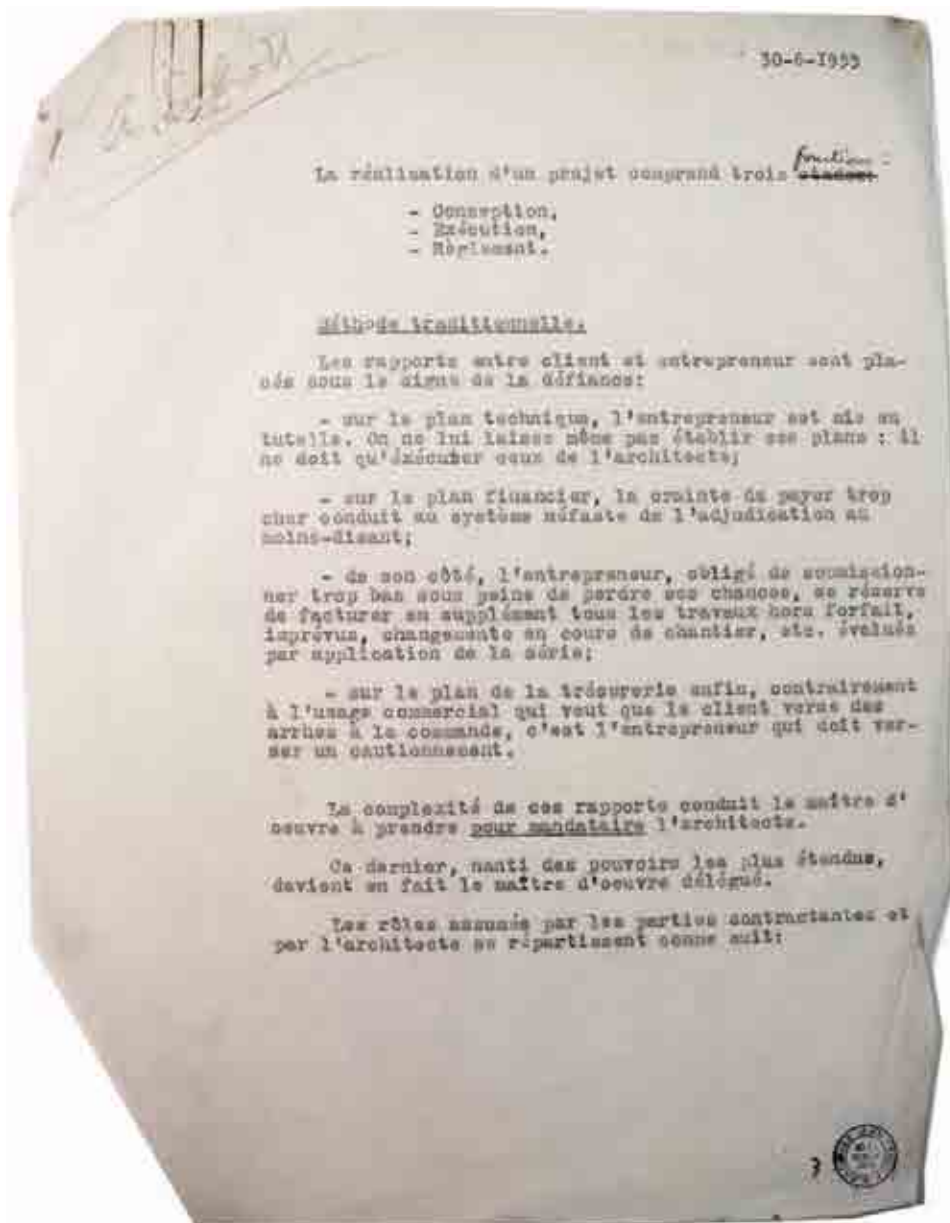 30-6-1953
fonctions :
La réalisation d'un projet comprend trois stades:
- Conception,
- Exécution,
- Règlement.
Méthode traditionnelle.
Les rapports entre client et entrepreneur sont pla-
cés sous le signe de la défiance:
- sur le plan technique, l'entrepreneur est mis en
tutelle. On ne lui laisse même pas établir ses plans : il
ne doit qu'éxécuter ceux de l'architecte;
- sur le plan financier, la crainte de payer trop
cher conduit au système néfaste de l'adjudication au
moins-disant;
- de son côté, l'entrepreneur, obligé de soumission-
ner trop bas sous peine de perdre ses chances, se réserve
de facturer en supplément tous les travaux hors forfait,
imprévus, changements en cours de chantier, etc. évalués
par application de la série;
- sur le plan de la trésorerie enfin, contrairement
à l'usage commercial qui veut que le client verse des
arrhes à la commande, c'est l'entrepreneur qui doit ver-
ser un cautionnement.
La complexité de ces rapports conduit le maître d'
oeuvre à prendre pour mandataire l'architecte.
Ce dernier, nanti des pouvoirs les plus étendus,
devient en fait le maître d'oeuvre délégué.
Les rôles assumés par les parties contractantes et
par l'architecte se répartissent comme suit:
3